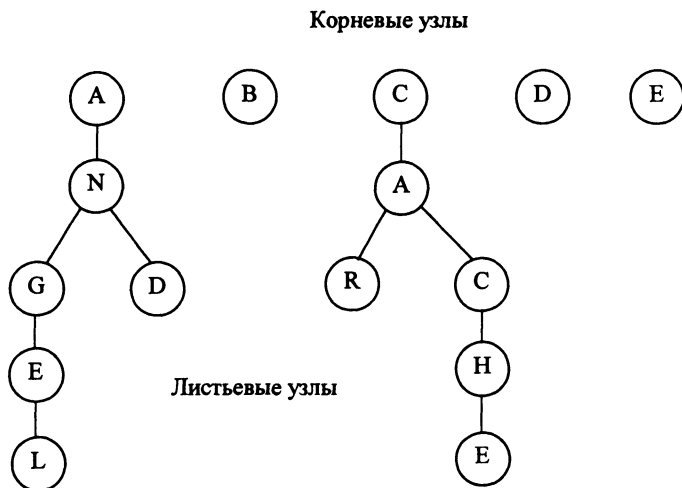 Корневые узлы
A B C D E
N A
G D R C
E H
Листьевые узлы
L E